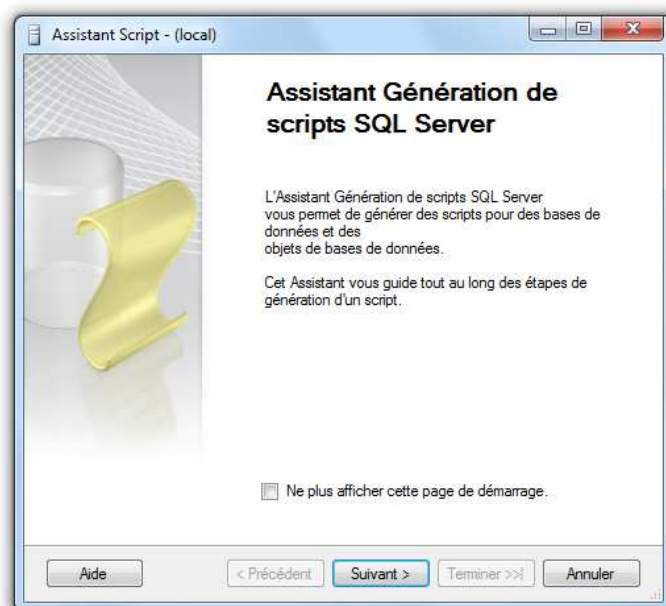 Assistant Script - (local)
Assistant Génération de
scripts SQL Server
L'Assistant Génération de scripts SQL Server
vous permet de générer des scripts pour des bases de
données et des
objets de bases de données.
Cet Assistant vous guide tout au long des étapes de
génération d'un script.
Ne plus afficher cette page de démarrage.
Aide
< Précédent
Suivant >
Terminer >>|
Annuler